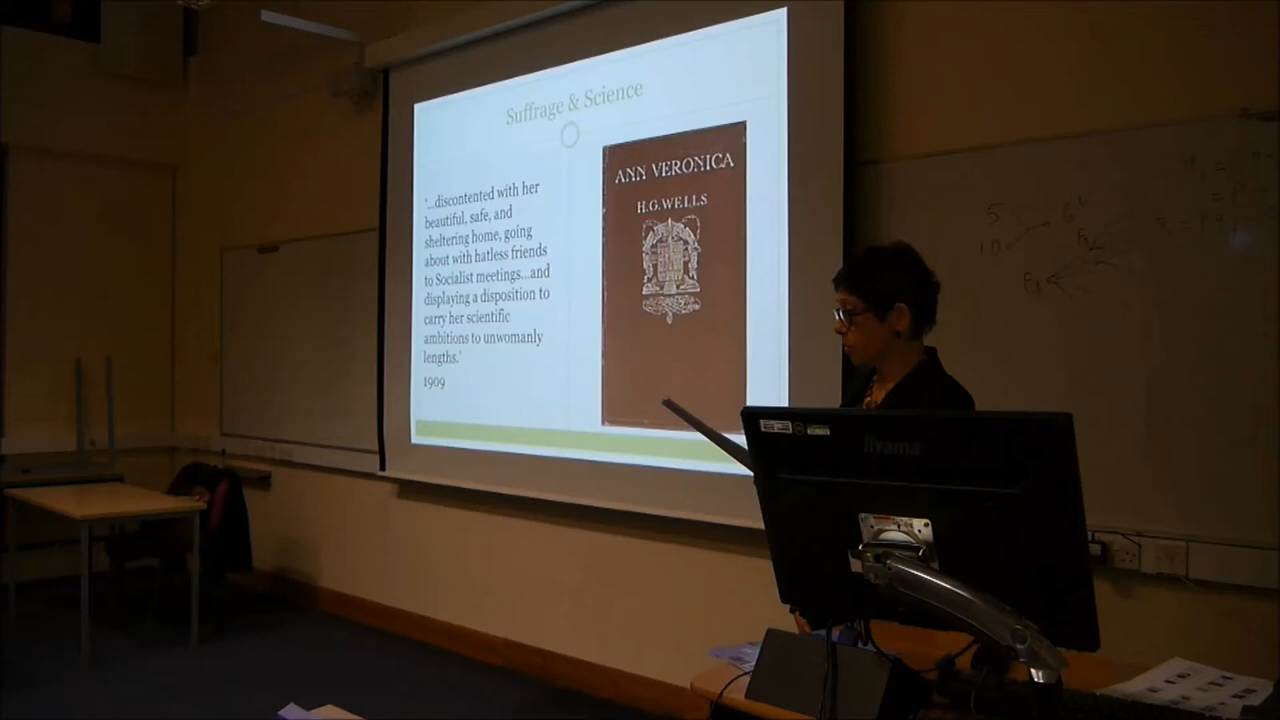 Suffrage & Science
'...discontented with her
beautiful, safe, and
sheltering home, going
about with hatless friends
to Socialist meetings...and
displaying a disposition to
carry her scientific
ambitions to unwomanly
lengths.'
1909
ANN VERONICA
H.G.WELLS
iiyama
5